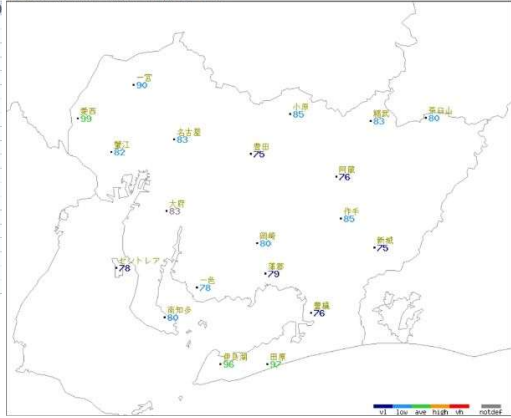 一宮
90
愛西
99
小原
85
稲武
83
茶臼山
80
名古屋
83
蟹江
82
豊田
75
阿蔵
76
大府
83
作手
85
岡崎
80
新城
75
セントレア
78
蒲郡
79
一色
78
南知多
80
豊橋
76
伊良湖
96
田原
92
vl low ave high vh notdef